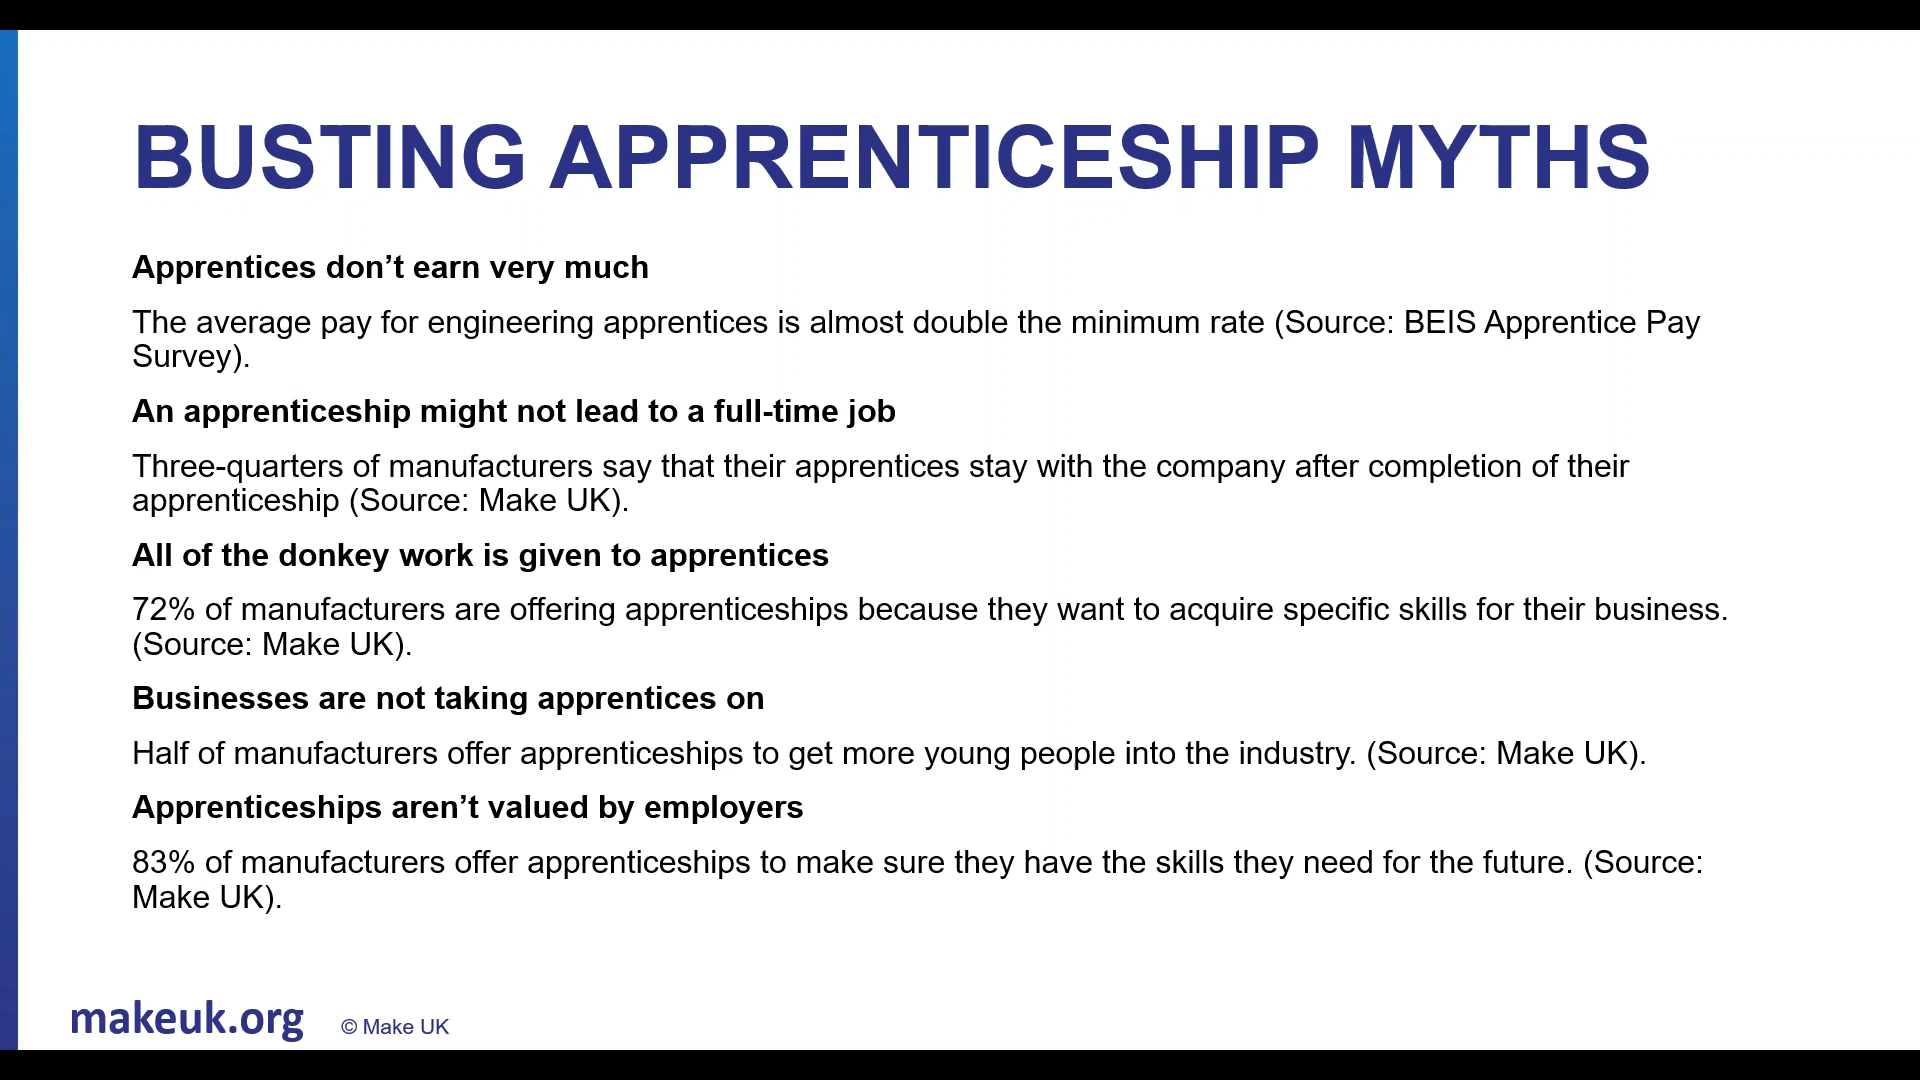 BUSTING APPRENTICESHIP MYTHS
Apprentices don’t earn very much
The average pay for engineering apprentices is almost double the minimum rate (Source: BEIS Apprentice Pay
Survey).
An apprenticeship might not lead to a full-time job
Three-quarters of manufacturers say that their apprentices stay with the company after completion of their
apprenticeship (Source: Make UK).
All of the donkey work is given to apprentices
72% of manufacturers are offering apprenticeships because they want to acquire specific skills for their business.
(Source: Make UK).
Businesses are not taking apprentices on
Half of manufacturers offer apprenticeships to get more young people into the industry. (Source: Make UK).
Apprenticeships aren’t valued by employers
83% of manufacturers offer apprenticeships to make sure they have the skills they need for the future. (Source:
Make UK).
makeuk.org © Make UK